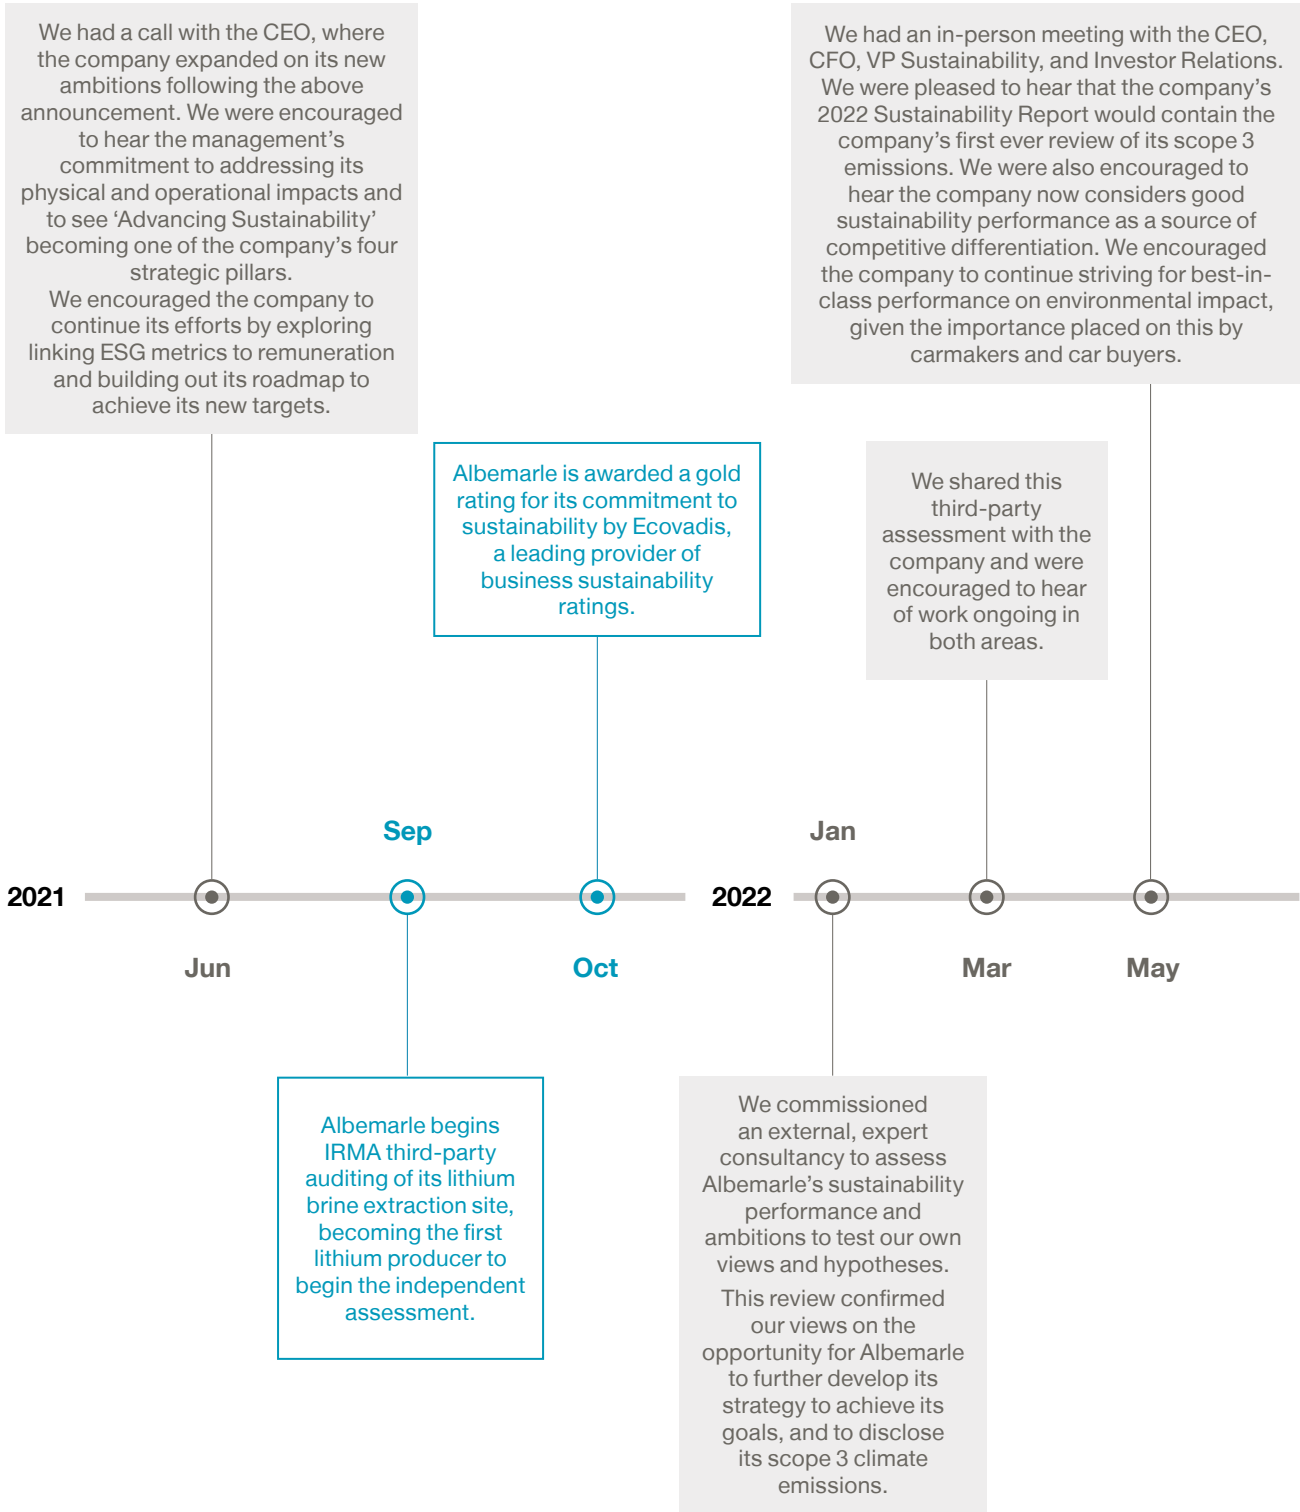 We had a call with the CEO, where
the company expanded on its new
ambitions following the above
announcement. We were encouraged
to hear the management’s
commitment to addressing its
physical and operational impacts and
to see ‘Advancing Sustainability’
becoming one of the company’s four
strategic pillars.
We encouraged the company to
continue its efforts by exploring
linking ESG metrics to remuneration
and building out its roadmap to
achieve its new targets.
We had an in-person meeting with the CEO,
CFO, VP Sustainability, and Investor Relations.
We were pleased to hear that the company’s
2022 Sustainability Report would contain the
company’s first ever review of its scope 3
emissions. We were also encouraged to
hear the company now considers good
sustainability performance as a source of
competitive differentiation. We encouraged
the company to continue striving for best-in-
class performance on environmental impact,
given the importance placed on this by
carmakers and car buyers.
Albemarle is awarded a gold
rating for its commitment to
sustainability by Ecovadis,
a leading provider of
business sustainability
ratings.
We shared this
third-party
assessment with the
company and were
encouraged to hear
of work ongoing in
both areas.
Sep
Jan
2021
2022
Jun
Oct
Mar
May
Albemarle begins
IRMA third-party
auditing of its lithium
brine extraction site,
becoming the first
lithium producer to
begin the independent
assessment.
We commissioned
an external, expert
consultancy to assess
Albemarle’s sustainability
performance and
ambitions to test our own
views and hypotheses.
This review confirmed
our views on the
opportunity for Albemarle
to further develop its
strategy to achieve its
goals, and to disclose
its scope 3 climate
emissions.